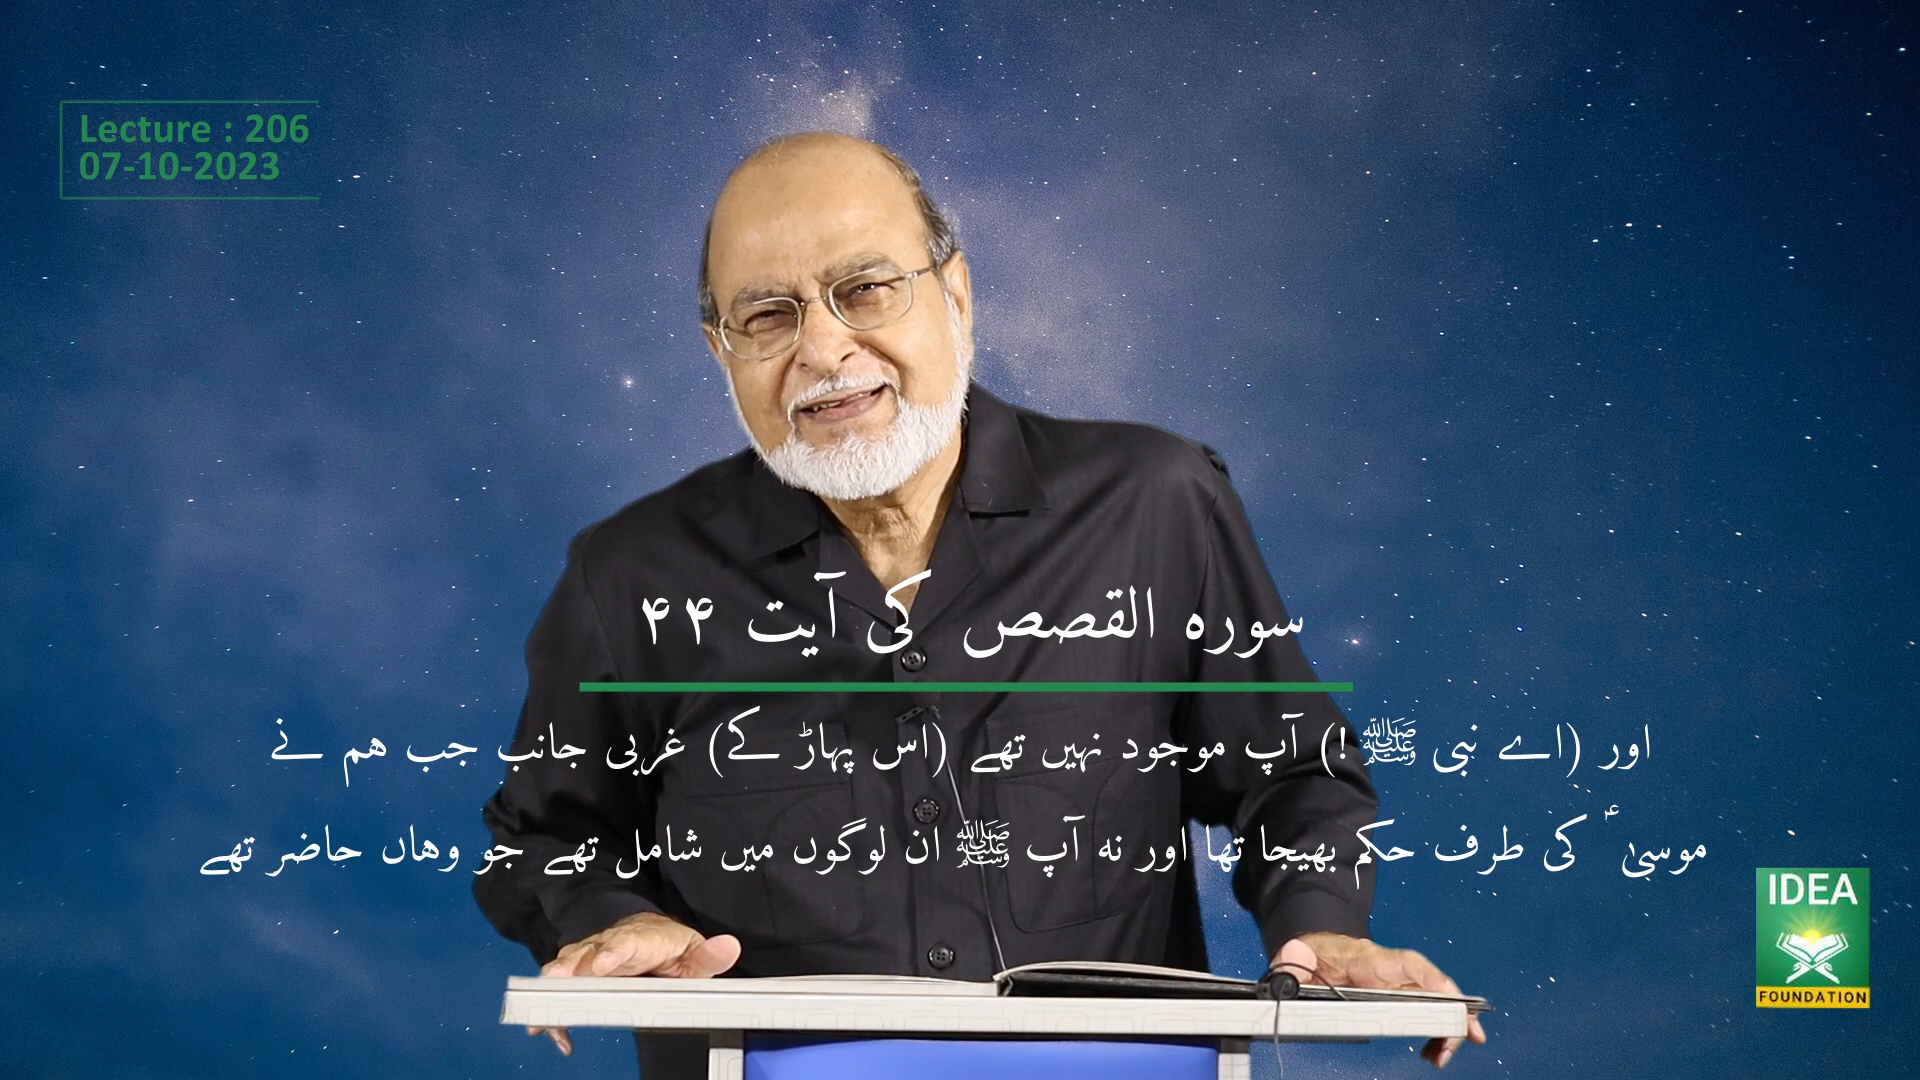 Lecture : 206
07-10-2023
سورہ القصص کی آیت ۴۴
اور (اے نبی ﷺ!) آپ موجود نہیں تھے (اس پہاڑ کے) غربی جانب جب ہم نے
موسیٰ ؑ کی طرف حکم بھیجا تھا اور نہ آپ ﷺ ان لوگوں میں شامل تھے جو وہاں حاضر تھے
IDEA
FOUNDATION